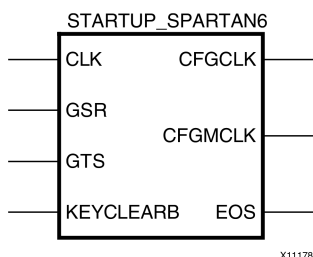 STARTUP_SPARTAN6
CLK CFGCLK
GSR
CFGMCLK
GTS
KEYCLEARB EOS
X11178